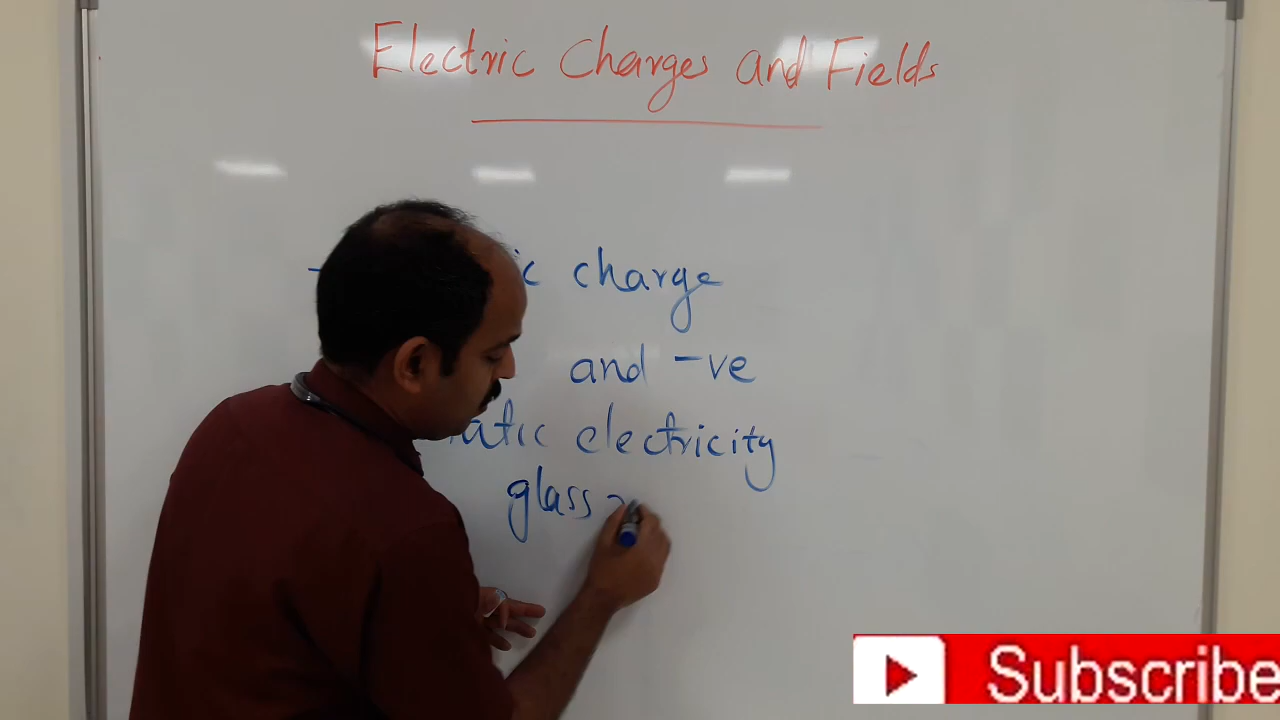 Electric Charges and Fields
charge
and -ve
electricity
glass
Subscribe